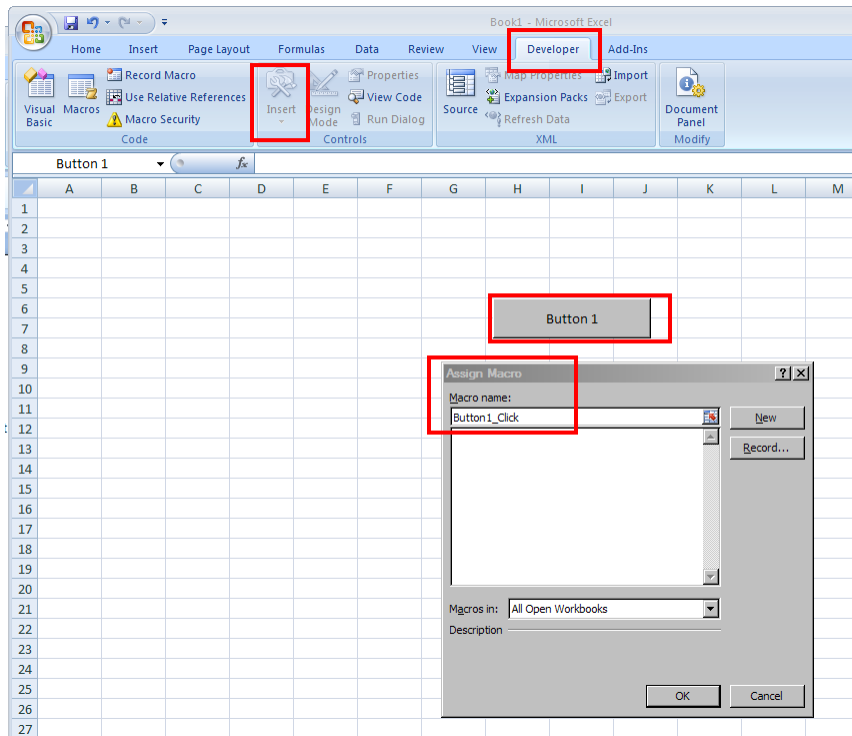 Book1 - Microsoft Excel
Home Insert Page Layout Formulas Data Review View Developer Add-Ins
Visual Basic
Macros
Record Macro
Use Relative References
Macro Security
Code
Insert
Design Mode
Properties
View Code
Run Dialog
Controls
Source
Map Properties
Expansion Packs
Refresh Data
Import
Export
XML
Document Panel
Modify
Button 1 fx
A B C D E F G H I J K L M
1
2
3
4
5
6
7
8
9
10
11
12
13
14
15
16
17
18
19
20
21
22
23
24
25
26
27
Button 1
Assign Macro ? X
Macro name:
Button1_Click
New
Record...
Macros in: All Open Workbooks
Description
OK Cancel